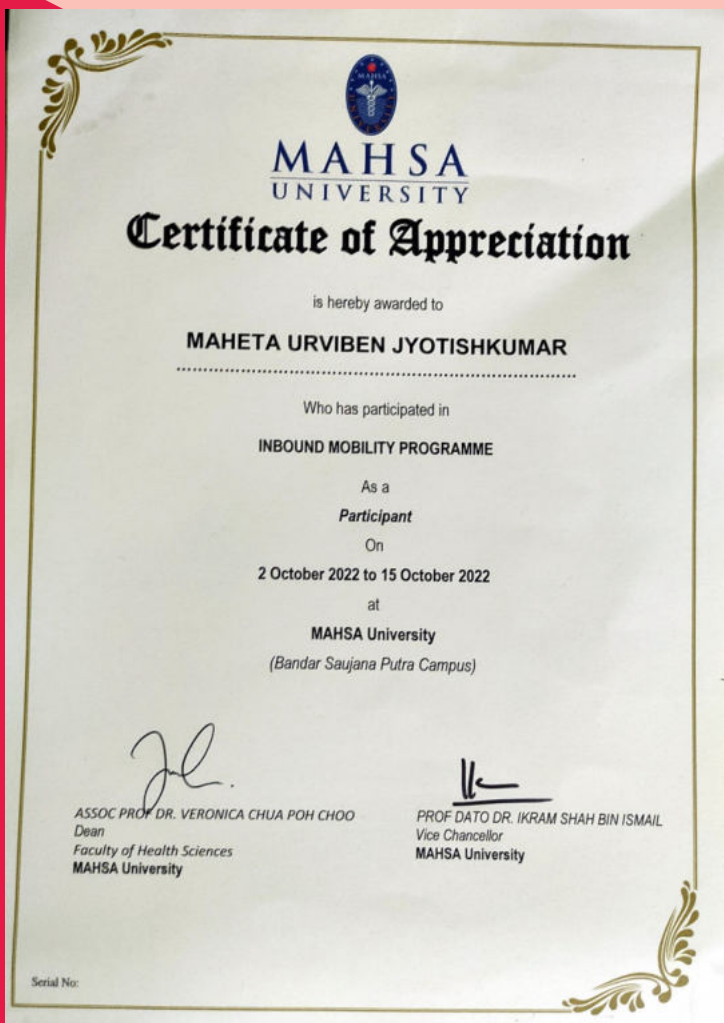 MAHSA
MAHSA
UNIVERSITY
Certificate of Appreciation
is hereby awarded to
MAHETA URVIBEN JYOTISHKUMAR
Who has participated in
INBOUND MOBILITY PROGRAMME
As a
Participant
On
2 October 2022 to 15 October 2022
at
MAHSA University
(Bandar Saujana Putra Campus)
ASSOC PROF DR. VERONICA CHUA POH CHOO
Dean
Faculty of Health Sciences
MAHSA University
PROF DATO DR. IKRAM SHAH BIN ISMAIL
Vice Chancellor
MAHSA University
Serial No: